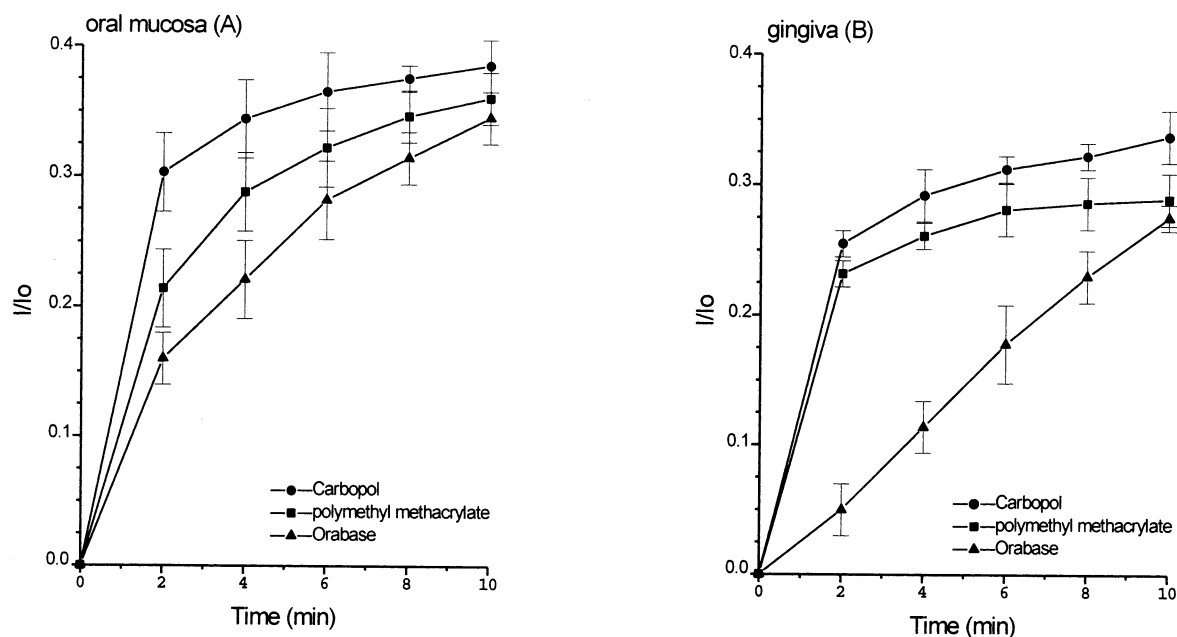 oral mucosa (A)
0.4
0.3
0.2
0.1
0.0
I/Io
0
2
4
6
8
10
Time (min)
Carbopol
polymethyl methacrylate
Orabase
gingiva (B)
0.4
0.3
0.2
0.1
0.0
I/Io
0
2
4
6
8
10
Time (min)
Carbopol
polymethyl methacrylate
Orabase